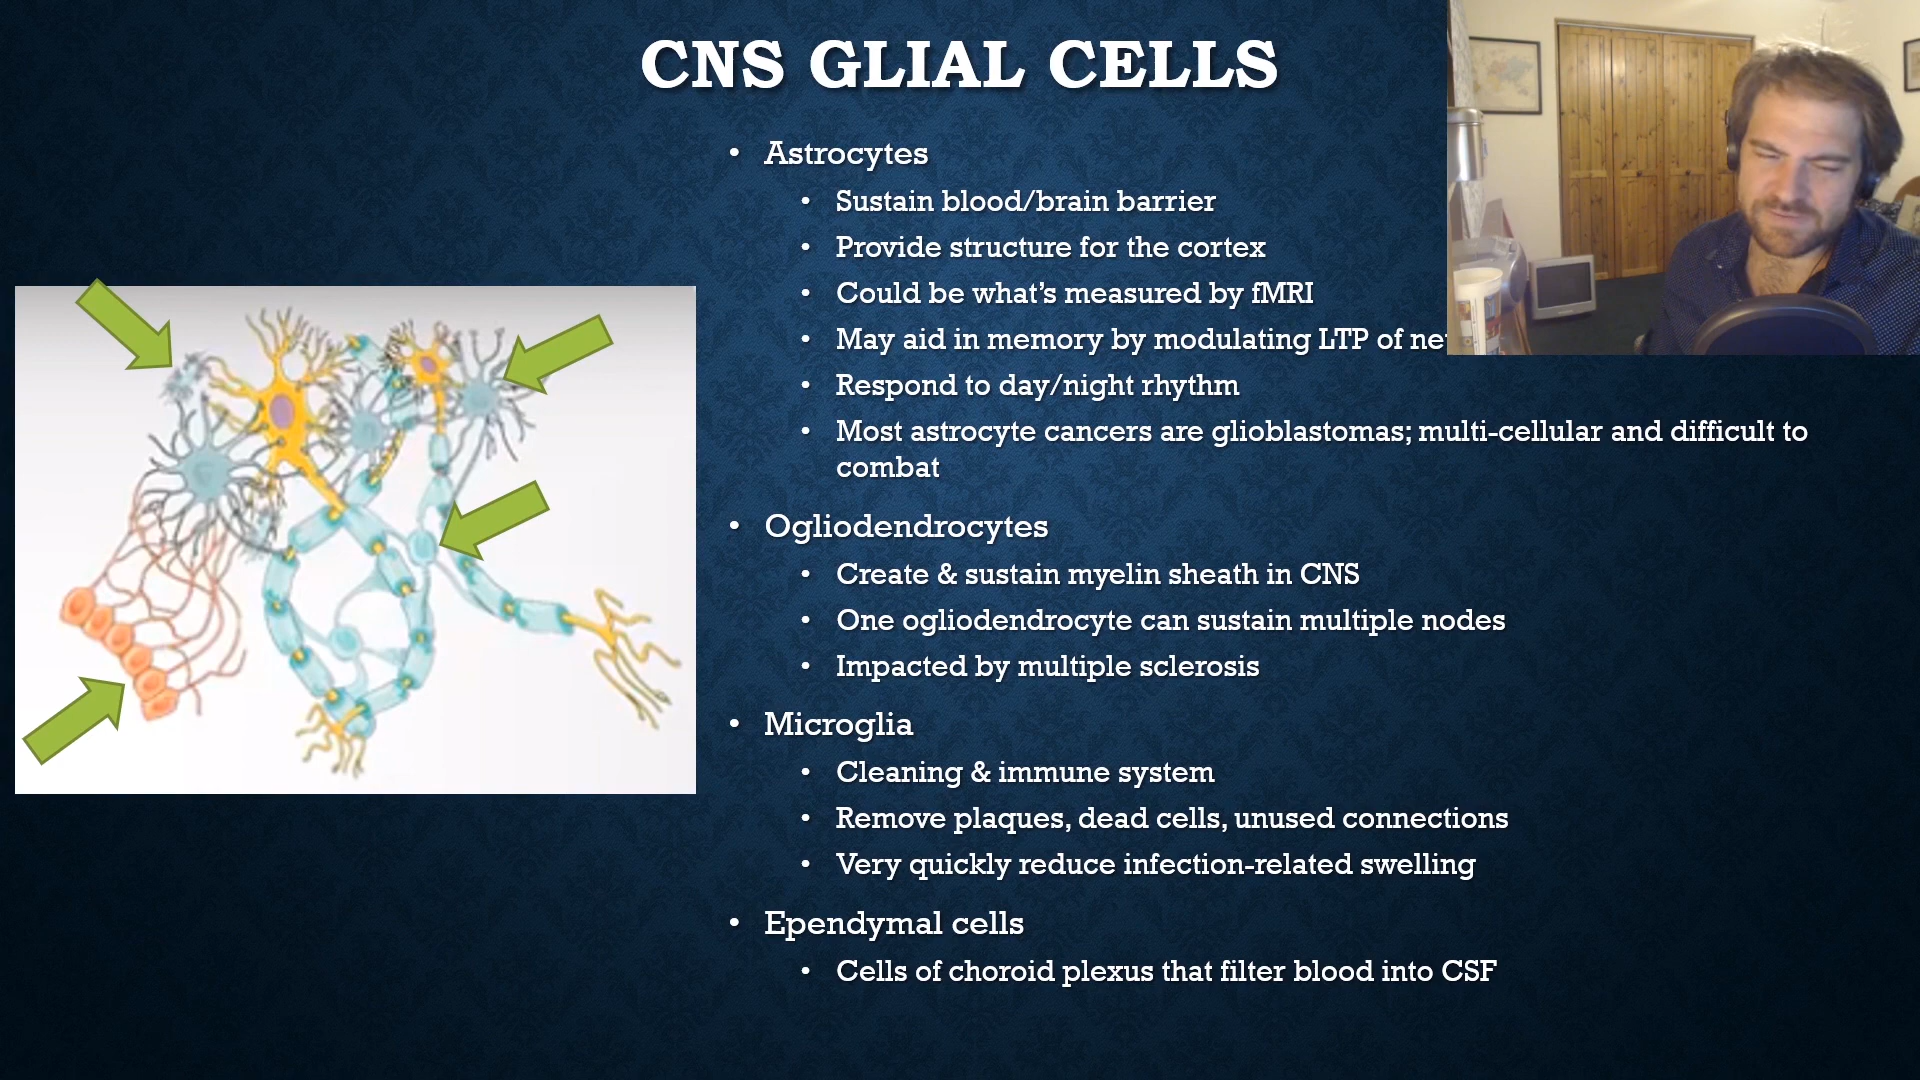 CNS GLIAL CELLS
• Astrocytes
• Sustain blood/brain barrier
• Provide structure for the cortex
• Could be what's measured by fMRI
• May aid in memory by modulating LTP of
• Respond to day/night rhythm
• Most astrocyte cancers are glioblastomas; multi-cellular and difficult to
combat
• Ogliodendrocytes
• Create & sustain myelin sheath in CNS
• One ogliodendrocyte can sustain multiple nodes
• Impacted by multiple sclerosis
• Microglia
• Cleaning & immune system
• Remove plaques, dead cells, unused connections
• Very quickly reduce infection-related swelling
• Ependymal cells
• Cells of choroid plexus that filter blood into CSF